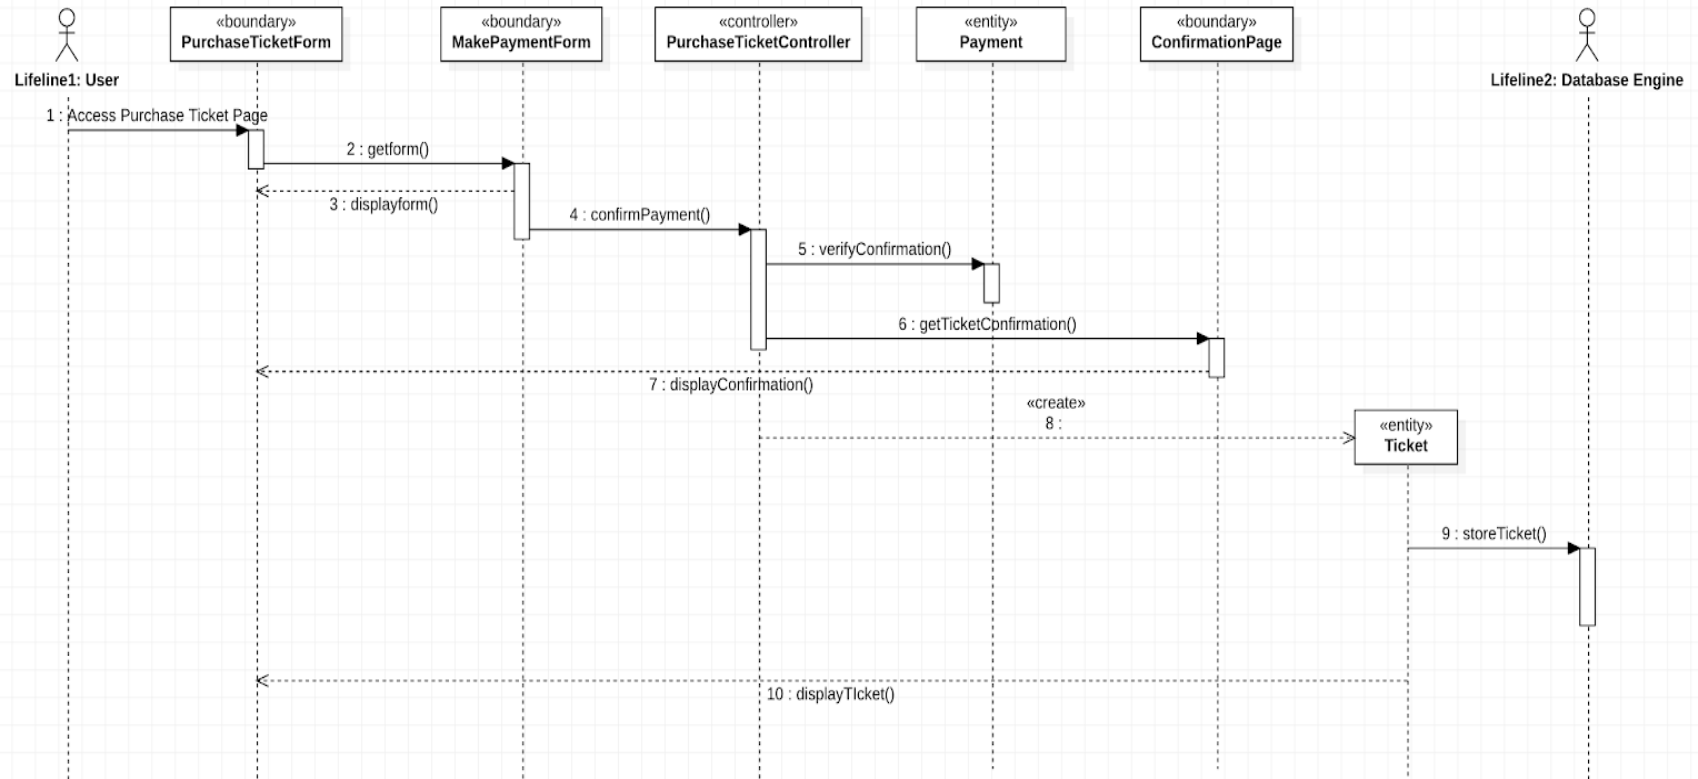 «boundary»
PurchaseTicketForm
«boundary»
MakePaymentForm
«controller»
PurchaseTicketController
«entity»
Payment
«boundary»
ConfirmationPage
Lifeline1: User
Lifeline2: Database Engine
1 : Access Purchase Ticket Page
2 : getform()
3 : displayform()
4 : confirmPayment()
5 : verifyConfirmation()
6 : getTicketConfirmation()
7 : displayConfirmation()
«create»
8 :
«entity»
Ticket
9 : storeTicket()
10 : displayTIcket()